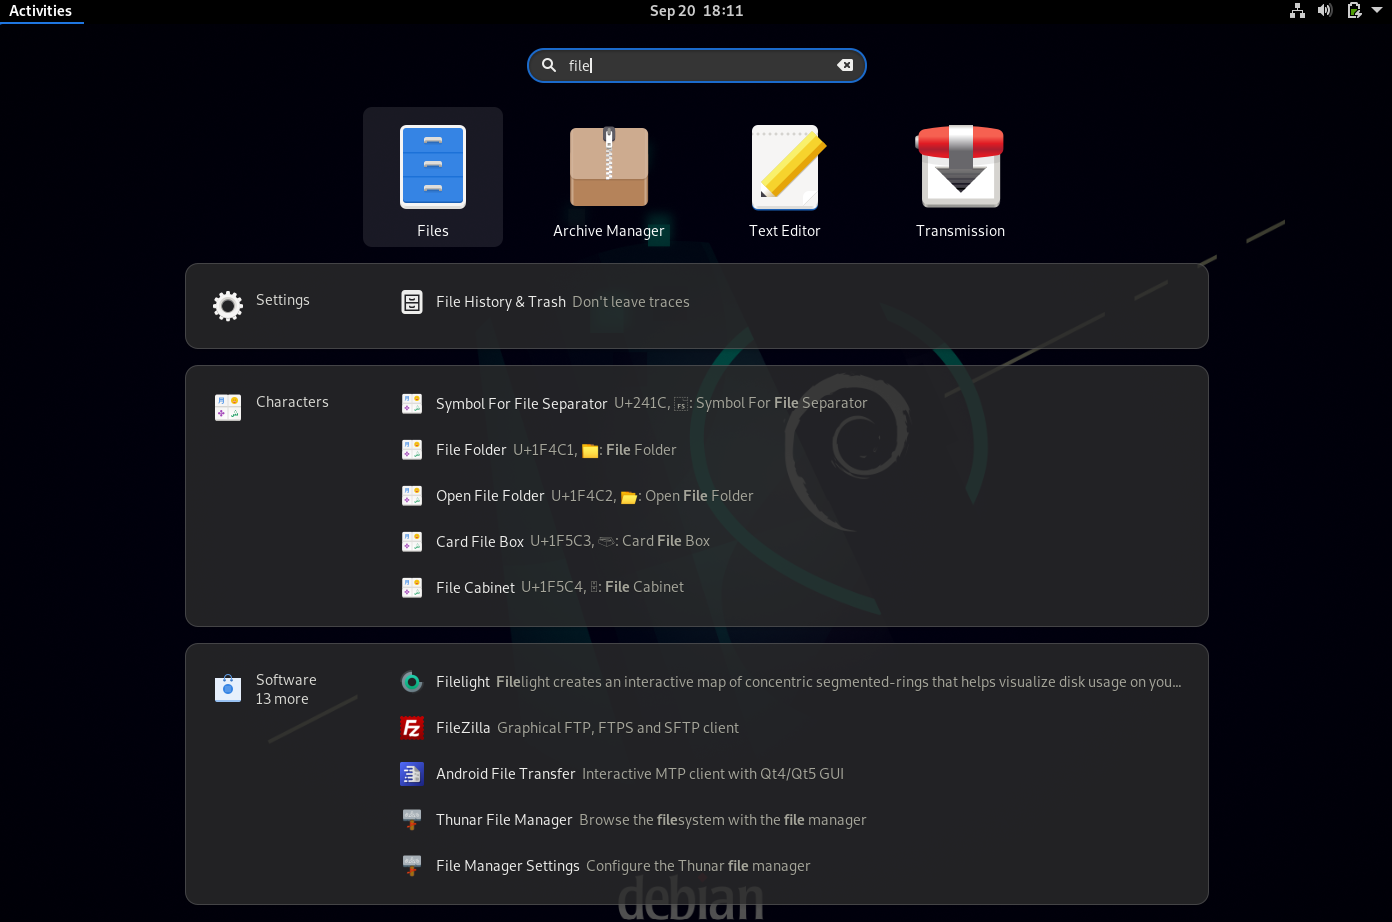 Activities
Sep 20 18:11
file
Files
Archive Manager
Text Editor
Transmission
Settings
File History & Trash Don't leave traces
Characters
Symbol For File Separator U+241C, ␜: Symbol For File Separator
File Folder U+1F4C1, 📁: File Folder
Open File Folder U+1F4C2, 📂: Open File Folder
Card File Box U+1F5C3, 🗃: Card File Box
File Cabinet U+1F5C4, 🗄: File Cabinet
Software
13 more
Filelight Filelight creates an interactive map of concentric segmented-rings that helps visualize disk usage on you...
FileZilla Graphical FTP, FTPS and SFTP client
Android File Transfer Interactive MTP client with Qt4/Qt5 GUI
Thunar File Manager Browse the filesystem with the file manager
File Manager Settings Configure the Thunar file manager
debian